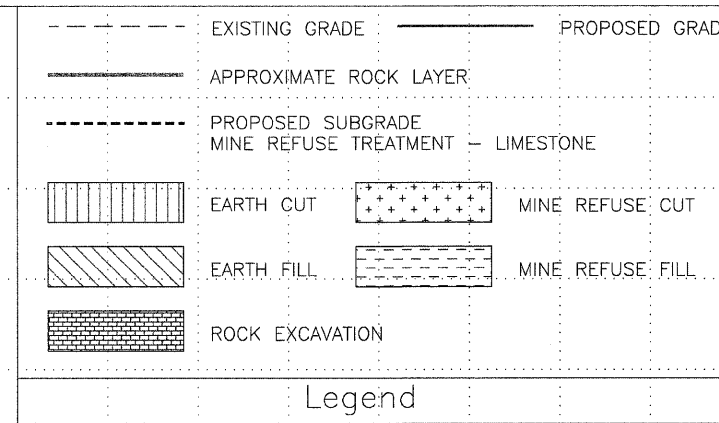 EXISTING GRADE PROPOSED GRAD
APPROXIMATE ROCK LAYER
PROPOSED SUBGRADE
MINE REFUSE TREATMENT – LIMESTONE
EARTH CUT MINE REFUSE CUT
EARTH FILL MINE REFUSE FILL
ROCK EXCAVATION
Legend